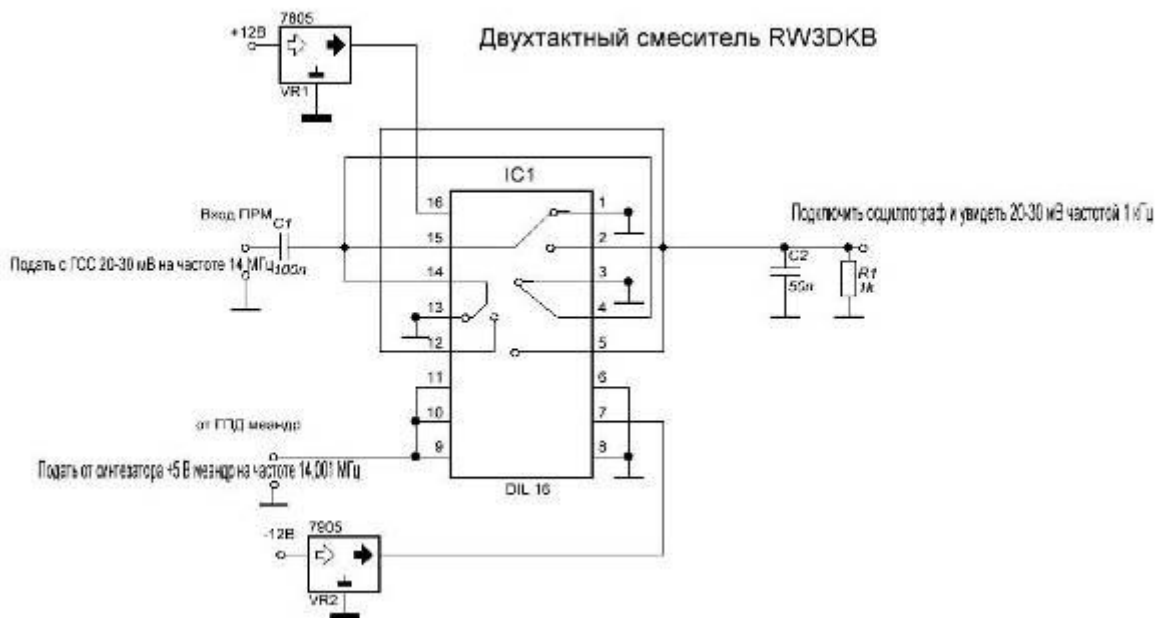 7805
+12В
Двухтактный смеситель RW3DKB
VR1
IC1
Вход ПРМ
C1
100n
16
15
14
13
12
11
10
9
1
2
3
4
5
6
7
8
Подключить осциллограф и увидеть 20-30 мВ частотой 1 кГц
Подать с ГСС 20-30 мВ на частоте 14 МГц
C2
50n
R1
1k
от ГПД меандр
Подать от синтезатора +5 В меандр на частоте 14,001 МГц
DIL 16
-12В
7905
VR2